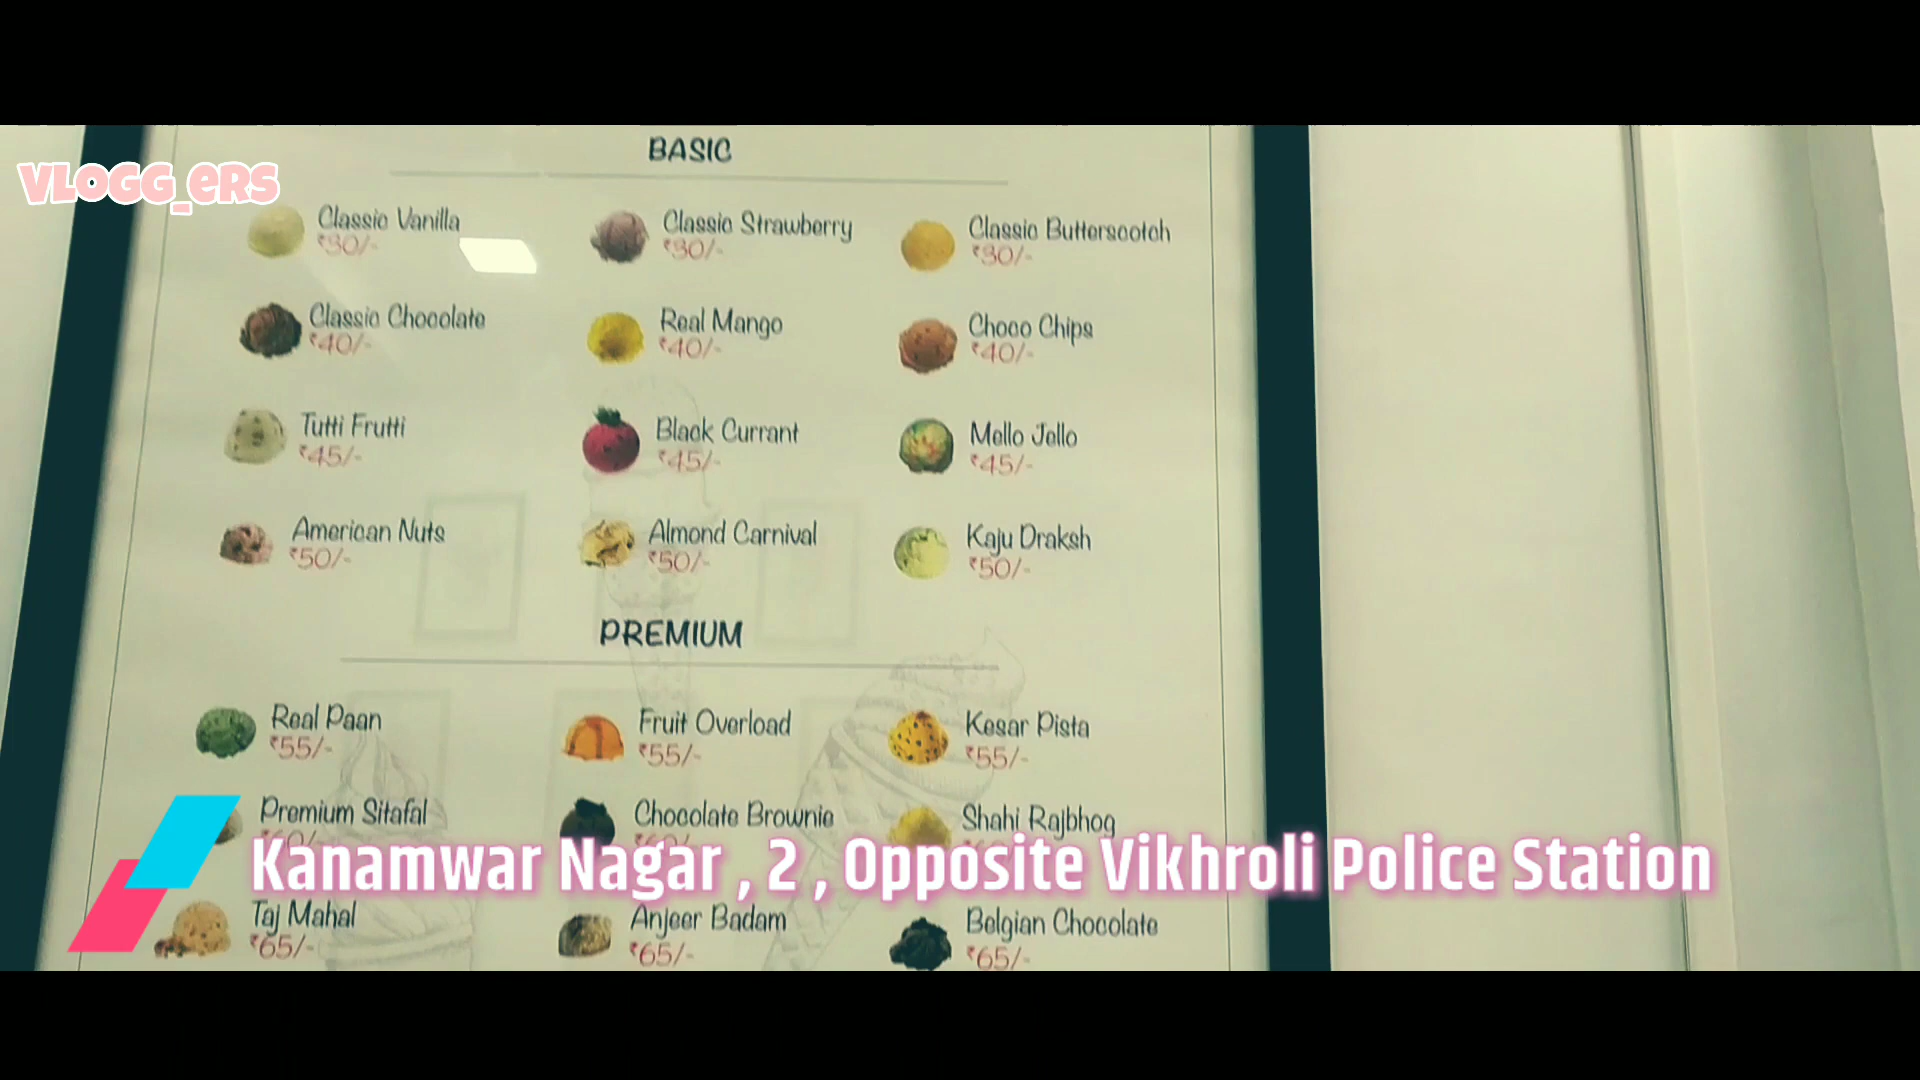 BASIC
VLOGG_eRS
Classic Vanilla
₹30/-
Classic Strawberry
₹30/-
Classic Butterscotch
₹30/-
Classic Chocolate
₹40/-
Real Mango
₹40/-
Choco Chips
₹40/-
Tutti Frutti
₹45/-
Black Currant
₹45/-
Mello Jello
₹45/-
American Nuts
₹50/-
Almond Carnival
₹50/-
Kaju Draksh
₹50/-
PREMIUM
Real Paan
₹55/-
Fruit Overload
₹55/-
Kesar Pista
₹55/-
Premium Sitafal
₹60/-
Chocolate Brownie
₹60/-
Shahi Rajbhog
Kanamwar Nagar , 2 , Opposite Vikhroli Police Station
Taj Mahal
₹65/-
Anjeer Badam
₹65/-
Belgian Chocolate
₹65/-